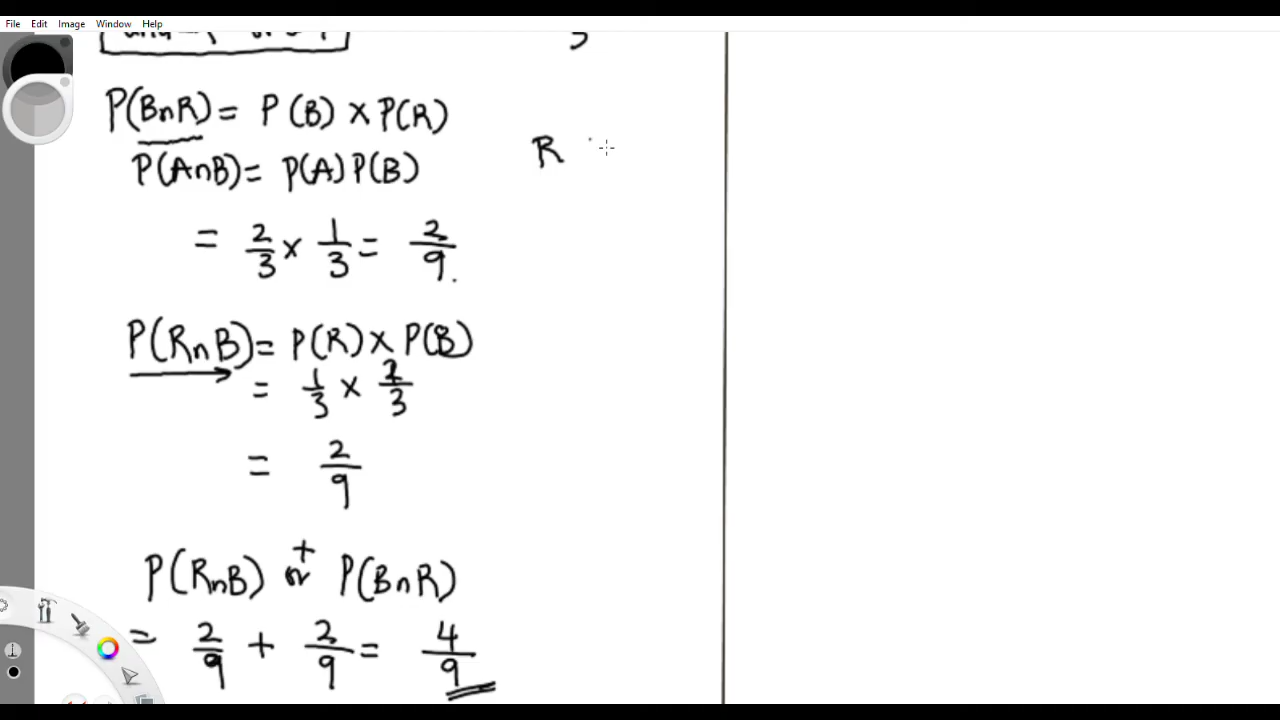 File Edit Image Window Help
P(B∩R) = P(B) × P(R)
P(A∩B) = P(A) P(B)
R
= 2/3 × 1/3 = 2/9.
P(R∩B) = P(R) × P(B)
= 1/3 × 2/3
= 2/9
+
P(R∩B) or P(B∩R)
= 2/9 + 2/9 = 4/9